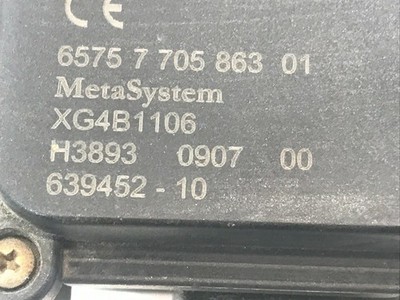 CE
6575 7 705 863 01
MetaSystem
XG4B1106
H3893 0907 00
639452 - 10